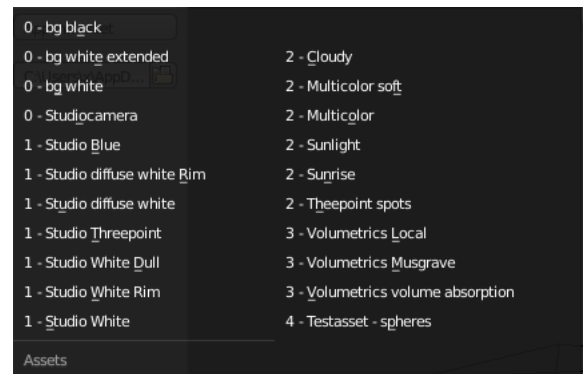 0 - bg black
0 - bg white extended
0 - bg white
0 - Studiocamera
1 - Studio Blue
1 - Studio diffuse white Rim
1 - Studio diffuse white
1 - Studio Threepoint
1 - Studio White Dull
1 - Studio White Rim
1 - Studio White
Assets
2 - Cloudy
2 - Multicolor soft
2 - Multicolor
2 - Sunlight
2 - Sunrise
2 - Theepoint spots
3 - Volumetrics Local
3 - Volumetrics Musgrave
3 - Volumetrics volume absorption
4 - Testasset - spheres